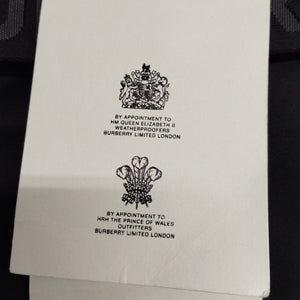 BY APPOINTMENT TO
HM QUEEN ELIZABETH II
WEATHERPROOFERS
BURBERRY LIMITED LONDON
BY APPOINTMENT TO
HRH THE PRINCE OF WALES
OUTFITTERS
BURBERRY LIMITED LONDON